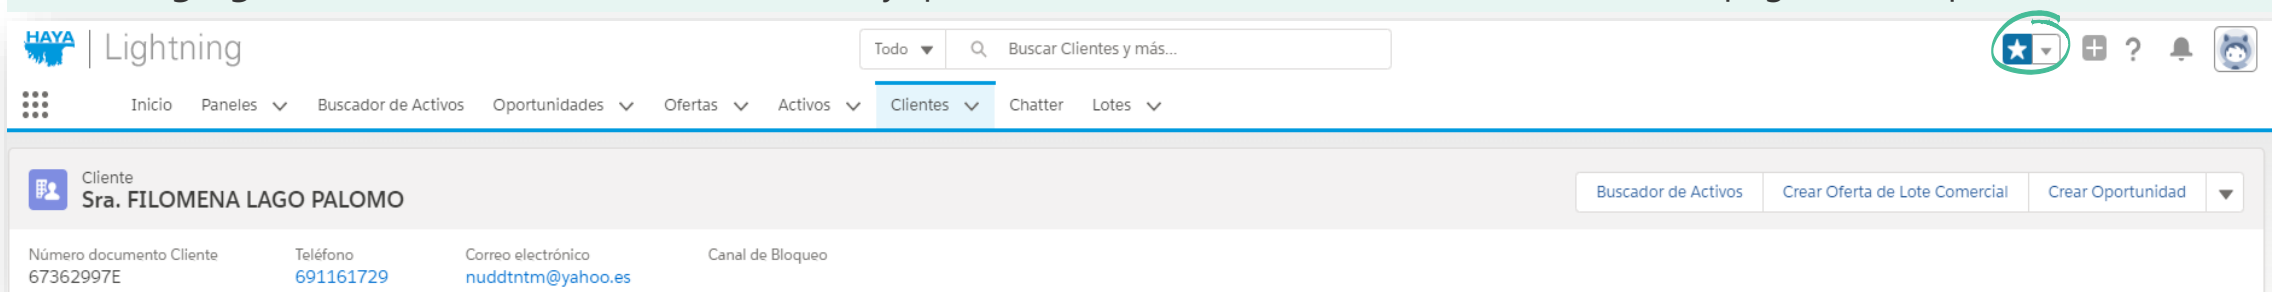 HAYA
Lightning
Todo
Buscar Clientes y más...
Inicio
Paneles
Buscador de Activos
Oportunidades
Ofertas
Activos
Clientes
Chatter
Lotes
Cliente
Sra. FILOMENA LAGO PALOMO
Buscador de Activos
Crear Oferta de Lote Comercial
Crear Oportunidad
Número documento Cliente
67362997E
Teléfono
691161729
Correo electrónico
nuddtntm@yahoo.es
Canal de Bloqueo